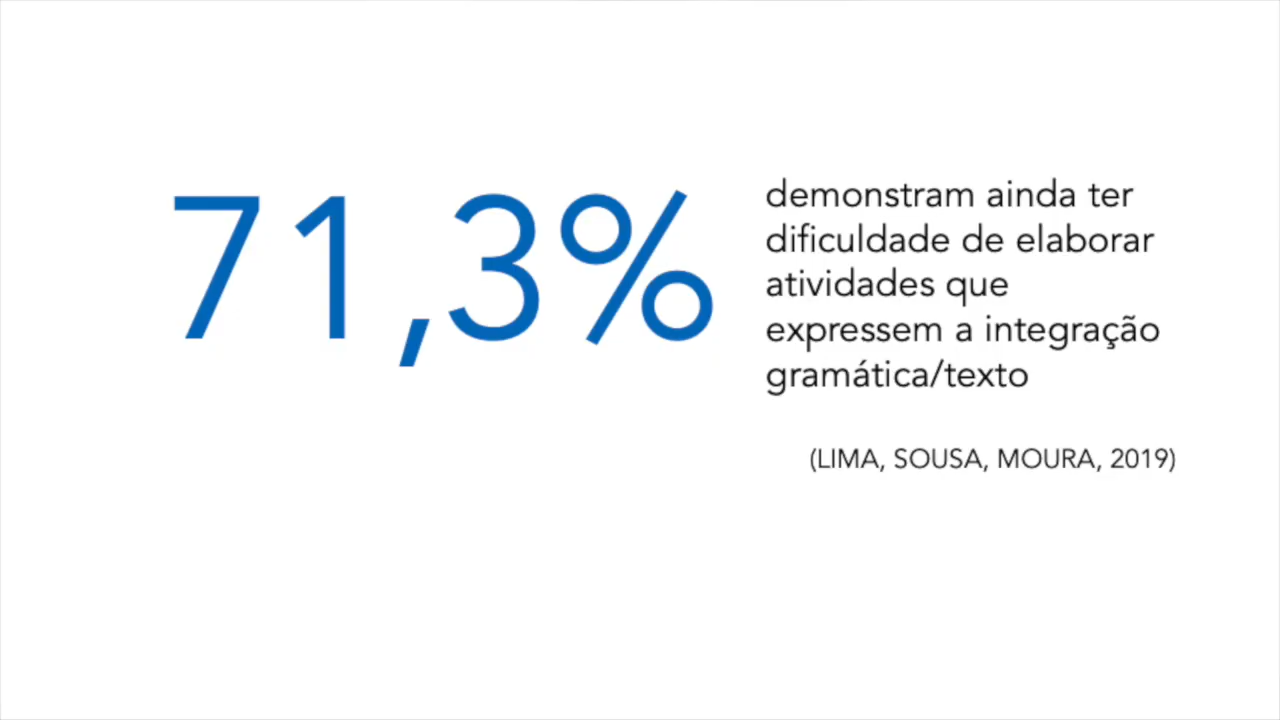 71,3%
demonstram ainda ter
dificuldade de elaborar
atividades que
expressem a integração
gramática/texto
(LIMA, SOUSA, MOURA, 2019)